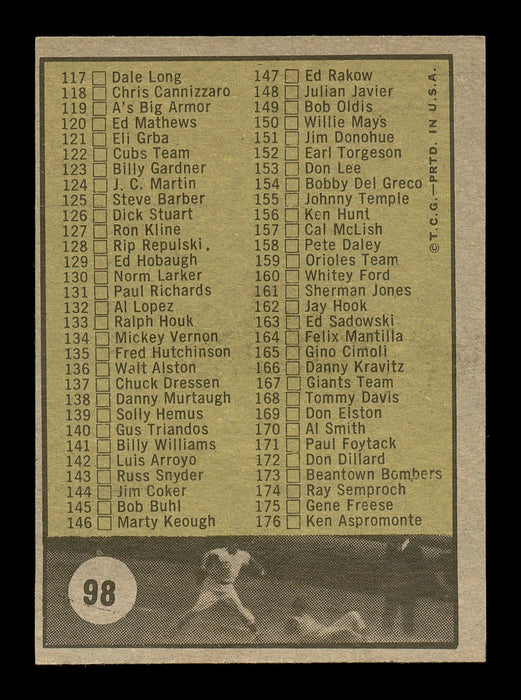 117 Dale Long
118 Chris Cannizzaro
119 A's Big Armor
120 Ed Mathews
121 Eli Grba
122 Cubs Team
123 Billy Gardner
124 J. C. Martin
125 Steve Barber
126 Dick Stuart
127 Ron Kline
128 Rip Repulski
129 Ed Hobaugh
130 Norm Larker
131 Paul Richards
132 Al Lopez
133 Ralph Houk
134 Mickey Vernon
135 Fred Hutchinson
136 Walt Alston
137 Chuck Dressen
138 Danny Murtaugh
139 Solly Hemus
140 Gus Triandos
141 Billy Williams
142 Luis Arroyo
143 Russ Snyder
144 Jim Coker
145 Bob Buhl
146 Marty Keough
147 Ed Rakow
148 Julian Javier
149 Bob Oldis
150 Willie Mays
151 Jim Donohue
152 Earl Torgeson
153 Don Lee
154 Bobby Del Greco
155 Johnny Temple
156 Ken Hunt
157 Cal McLish
158 Pete Daley
159 Orioles Team
160 Whitey Ford
161 Sherman Jones
162 Jay Hook
163 Ed Sadowski
164 Felix Mantilla
165 Gino Cimoli
166 Danny Kravitz
167 Giants Team
168 Tommy Davis
169 Don Elston
170 Al Smith
171 Paul Foytack
172 Don Dillard
173 Beantown Bombers
174 Ray Semproch
175 Gene Freese
176 Ken Aspromonte
© T. C. G.—PRTD. IN U. S. A.
98